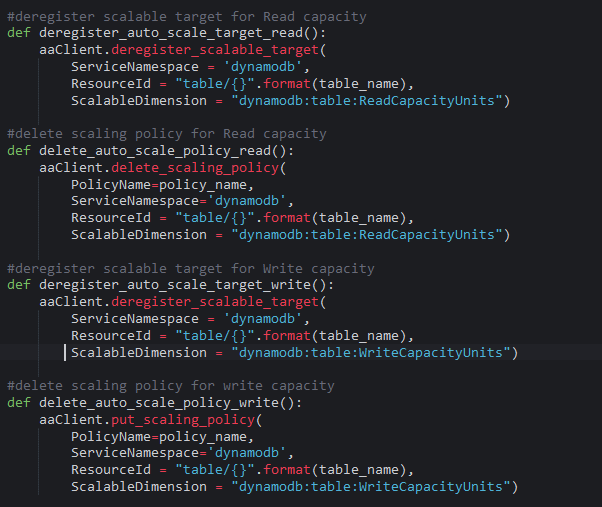 #deregister scalable target for Read capacity
def deregister_auto_scale_target_read():
    aaClient.deregister_scalable_target(
        ServiceNamespace = 'dynamodb',
        ResourceId = "table/{}".format(table_name),
        ScalableDimension = "dynamodb:table:ReadCapacityUnits")
#delete scaling policy for Read capacity
def delete_auto_scale_policy_read():
    aaClient.delete_scaling_policy(
        PolicyName=policy_name,
        ServiceNamespace='dynamodb',
        ResourceId = "table/{}".format(table_name),
        ScalableDimension = "dynamodb:table:ReadCapacityUnits")
#deregister scalable target for Write capacity
def deregister_auto_scale_target_write():
    aaClient.deregister_scalable_target(
        ServiceNamespace = 'dynamodb',
        ResourceId = "table/{}".format(table_name),
        ScalableDimension = "dynamodb:table:WriteCapacityUnits")
#delete scaling policy for write capacity
def delete_auto_scale_policy_write():
    aaClient.put_scaling_policy(
        PolicyName=policy_name,
        ServiceNamespace='dynamodb',
        ResourceId = "table/{}".format(table_name),
        ScalableDimension = "dynamodb:table:WriteCapacityUnits")